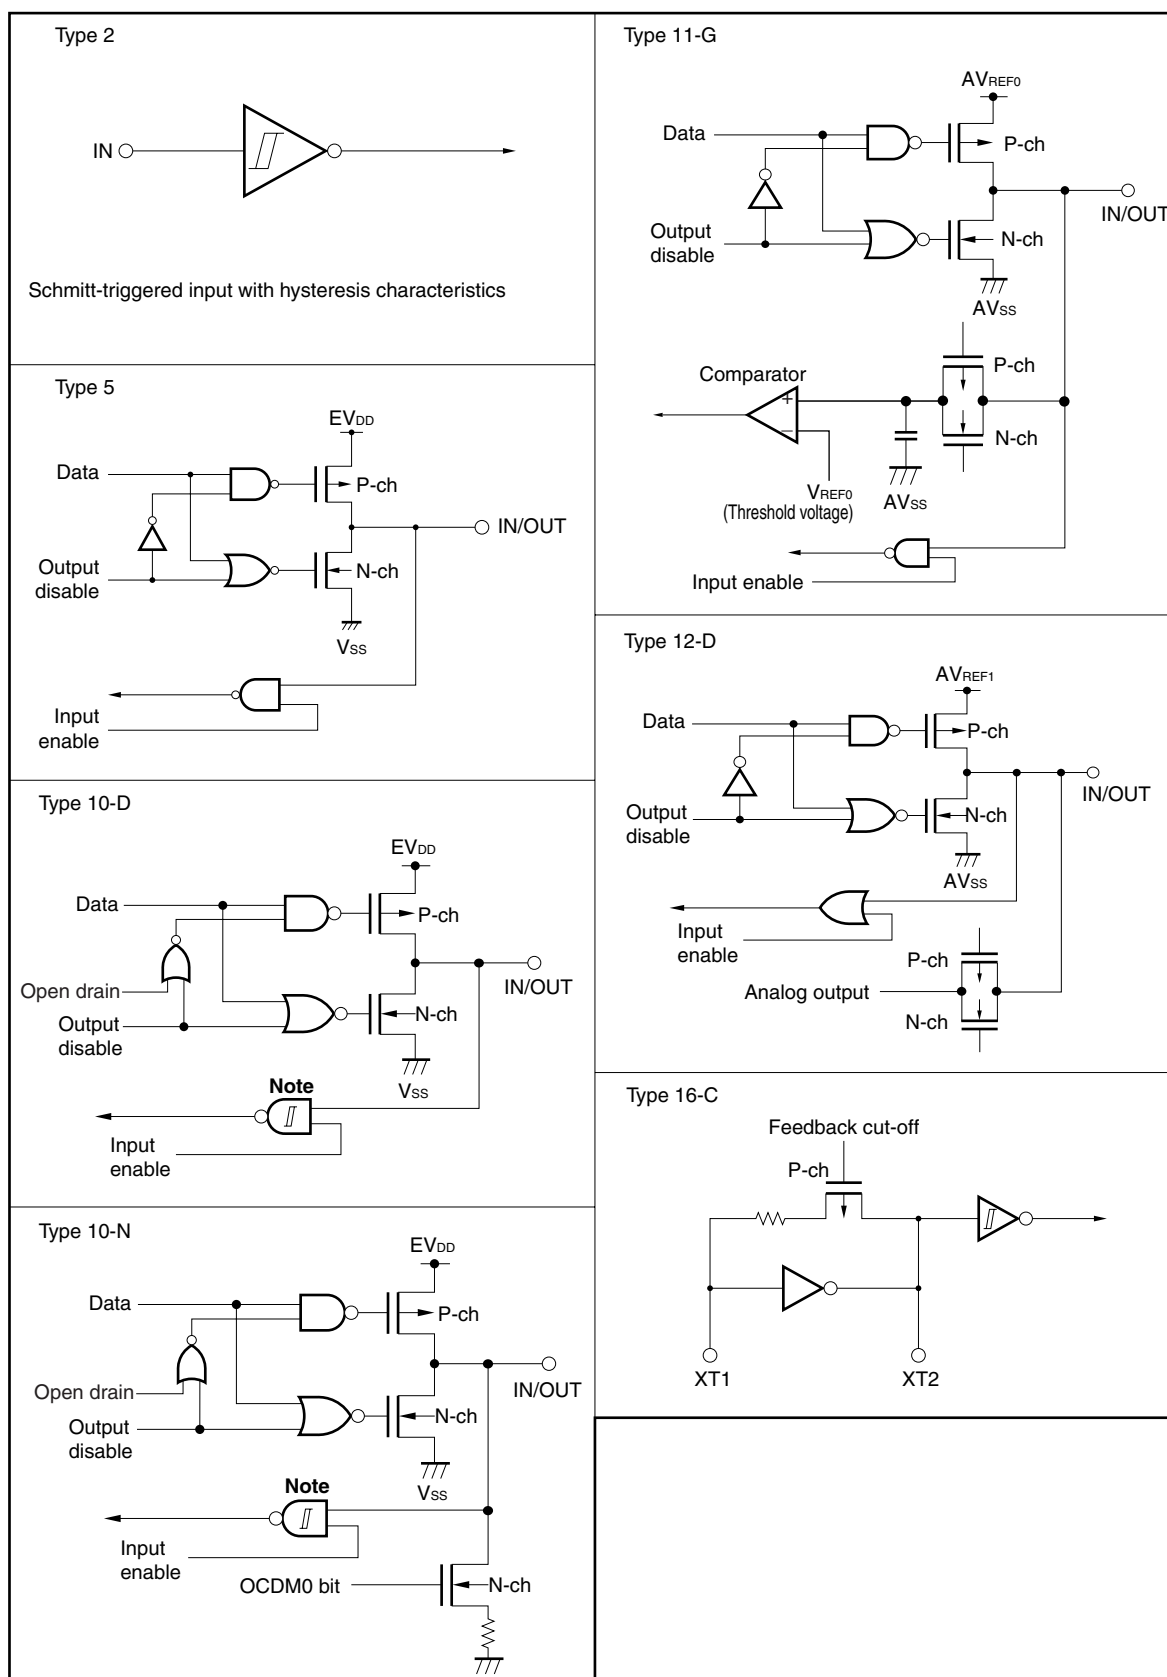 Type 2
IN
Schmitt-triggered input with hysteresis characteristics
Type 5
EVDD
Data
P-ch
IN/OUT
Output
disable
N-ch
VSS
Input
enable
Type 10-D
EVDD
Data
P-ch
Open drain
IN/OUT
Output
disable
N-ch
VSS
Note
Input
enable
Type 10-N
EVDD
Data
P-ch
Open drain
IN/OUT
Output
disable
N-ch
VSS
Note
Input
enable
OCDM0 bit
N-ch
Type 11-G
AVREF0
Data
P-ch
IN/OUT
Output
disable
N-ch
AVSS
P-ch
Comparator
+
−
N-ch
VREF0
(Threshold voltage)
AVSS
Input enable
Type 12-D
AVREF1
Data
P-ch
IN/OUT
Output
disable
N-ch
AVSS
Input
enable
P-ch
Analog output
N-ch
Type 16-C
Feedback cut-off
P-ch
XT1
XT2